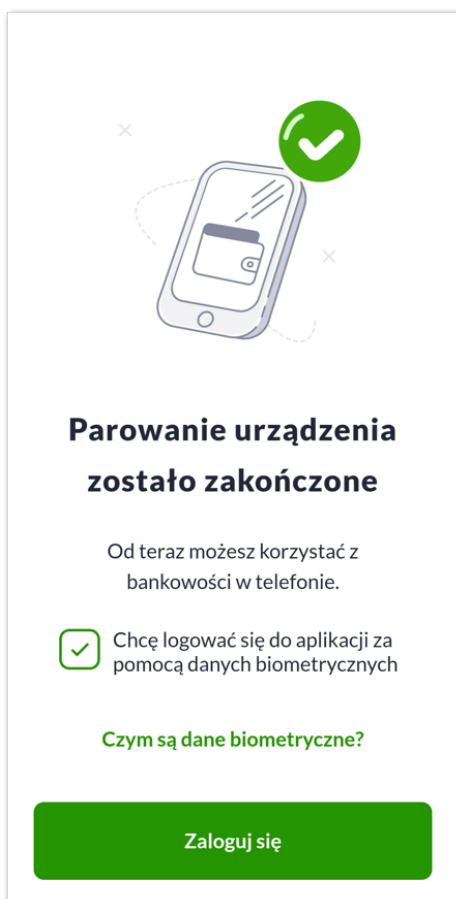 Parowanie urządzenia
zostało zakończone
Od teraz możesz korzystać z
bankowości w telefonie.
Chcę logować się do aplikacji za
pomocą danych biometrycznych
Czym są dane biometryczne?
Zaloguj się